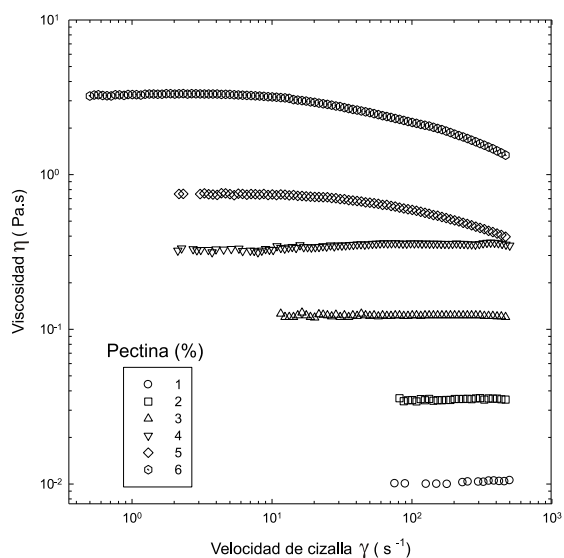 10¹
10⁰
10⁻¹
10⁻²
Viscosidad η ( Pa.s)
Pectina (%)
1
2
3
4
5
6
10⁰ 10¹ 10² 10³
Velocidad de cizalla γ ( s⁻¹)